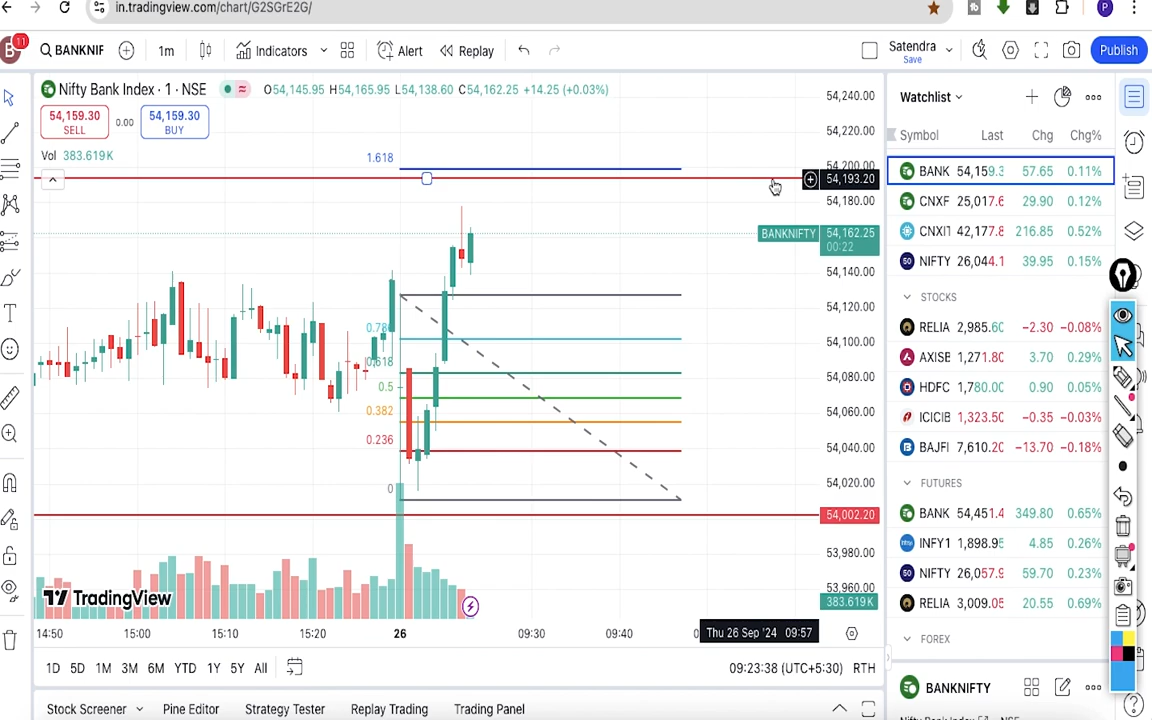 in.tradingview.com/chart/G2SGrE2G/
P
B 11 BANKNIF 1m Indicators Alert Replay Satendra Save Publish
Nifty Bank Index · 1 · NSE O54,145.95 H54,165.95 L54,138.60 C54,162.25 +14.25 (+0.03%)
54,159.30 SELL 0.00 54,159.30 BUY
Vol 383.619K
1.618
0.618
0.5
0.382
0.236
0
54,240.00
54,220.00
54,200.00
54,193.20
54,180.00
BANKNIFTY 54,162.25
00:22
54,140.00
54,120.00
54,100.00
54,080.00
54,060.00
54,040.00
54,020.00
54,002.20
53,980.00
53,960.00
383.619K
TradingView
14:50 15:00 15:10 15:20 26 09:30 09:40 Thu 26 Sep '24 09:57
1D 5D 1M 3M 6M YTD 1Y 5Y All 09:23:38 (UTC+5:30) RTH
Stock Screener Pine Editor Strategy Tester Replay Trading Trading Panel
Watchlist
Symbol Last Chg Chg%
BANK 54,159.3 57.65 0.11%
CNXF 25,017.6 29.90 0.12%
CNXIT 42,177.8 216.85 0.52%
50 NIFTY 26,044.1 39.95 0.15%
STOCKS
RELIA 2,985.60 −2.30 −0.08%
AXISB 1,271.80 3.70 0.29%
HDFC 1,780.00 0.90 0.05%
ICICIB 1,323.50 −0.35 −0.03%
BAJFI 7,610.20 −13.70 −0.18%
FUTURES
BANK 54,451.4 349.80 0.65%
INFY1 1,898.95 4.85 0.26%
50 NIFTY 26,057.9 59.70 0.23%
RELIA 3,009.05 20.55 0.69%
FOREX
BANKNIFTY